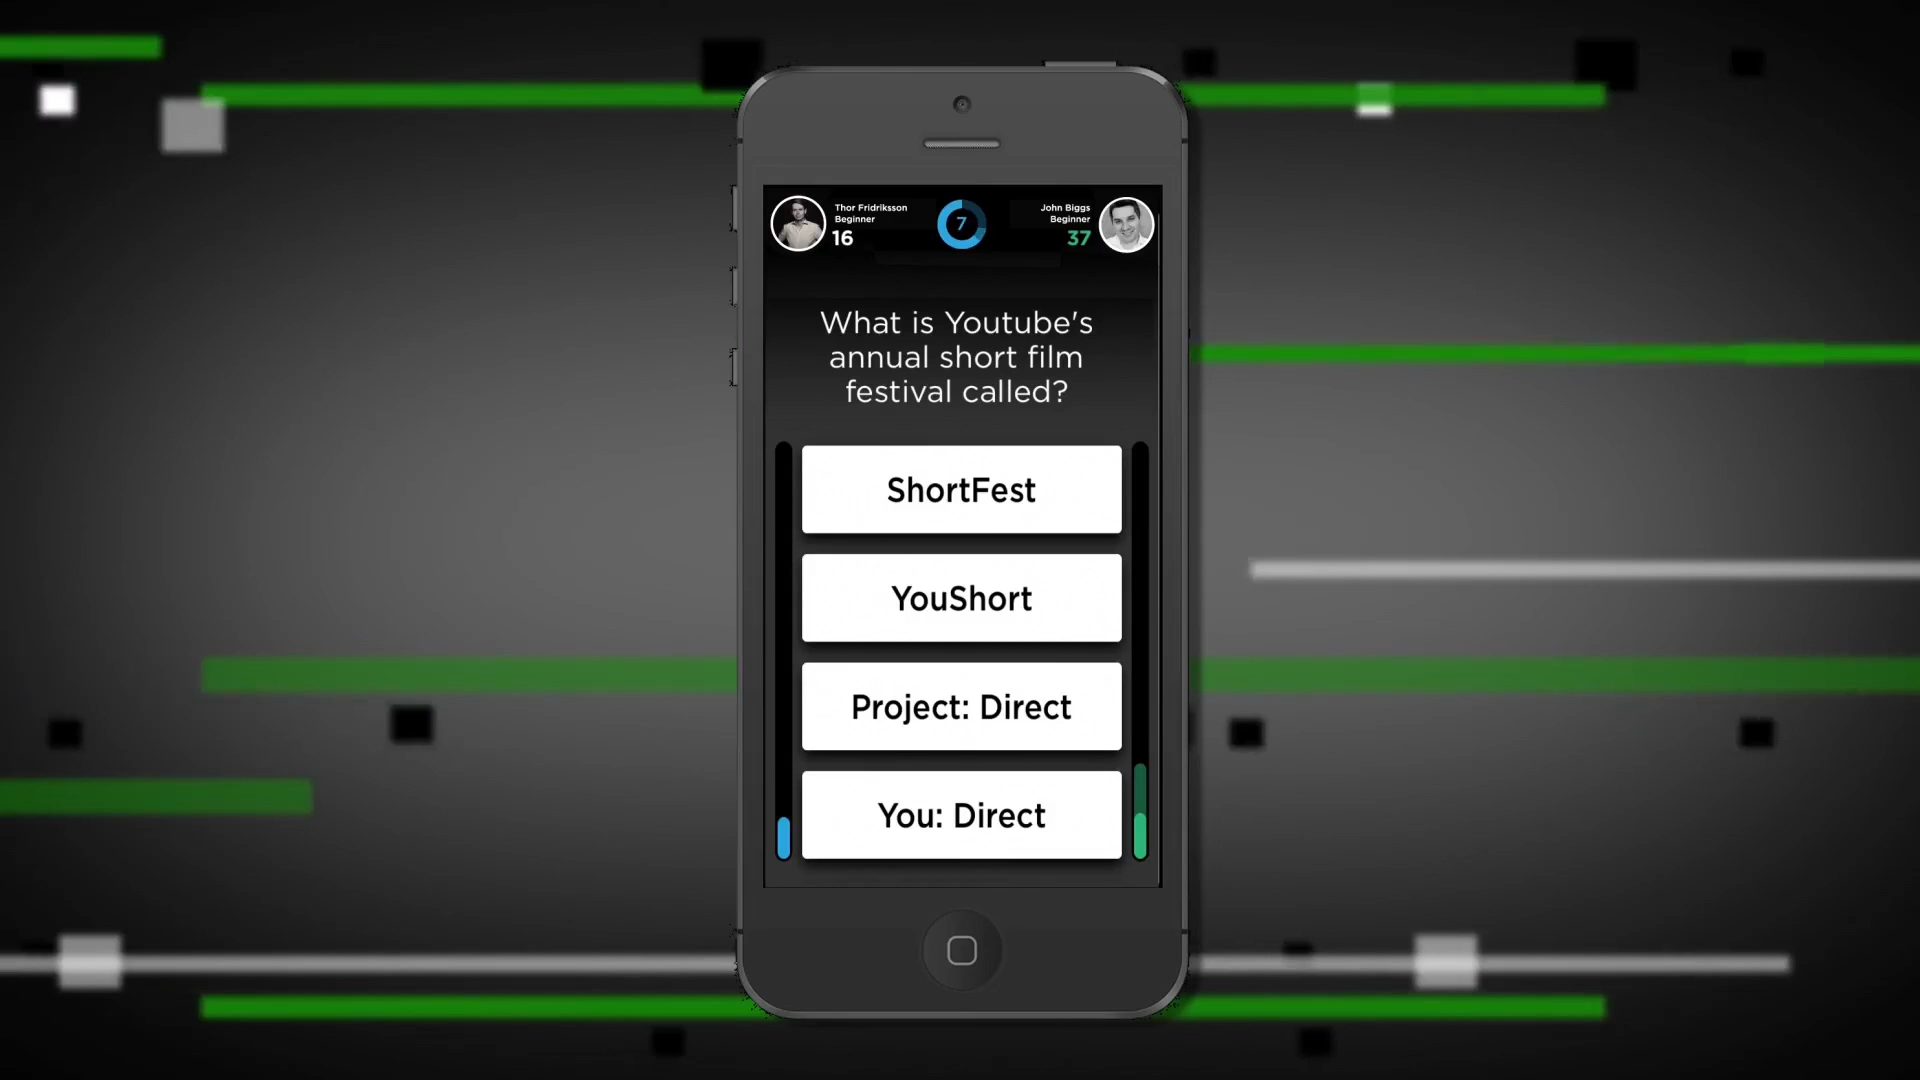 Thor Fridriksson
Beginner
16
7
John Biggs
Beginner
37
What is Youtube's
annual short film
festival called?
ShortFest
YouShort
Project: Direct
You: Direct